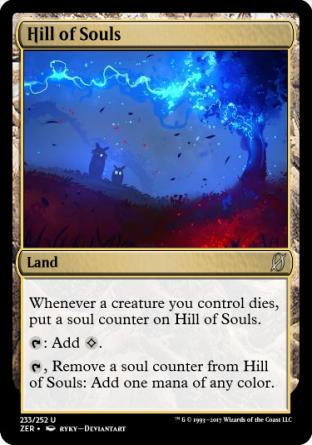 Hill of Souls
Land
Whenever a creature you control dies,
put a soul counter on Hill of Souls.
: Add .
, Remove a soul counter from Hill
of Souls: Add one mana of any color.
233/252 U
ZER • RYKY—DEVIANTART
™ & © 1993–2017 Wizards of the Coast LLC